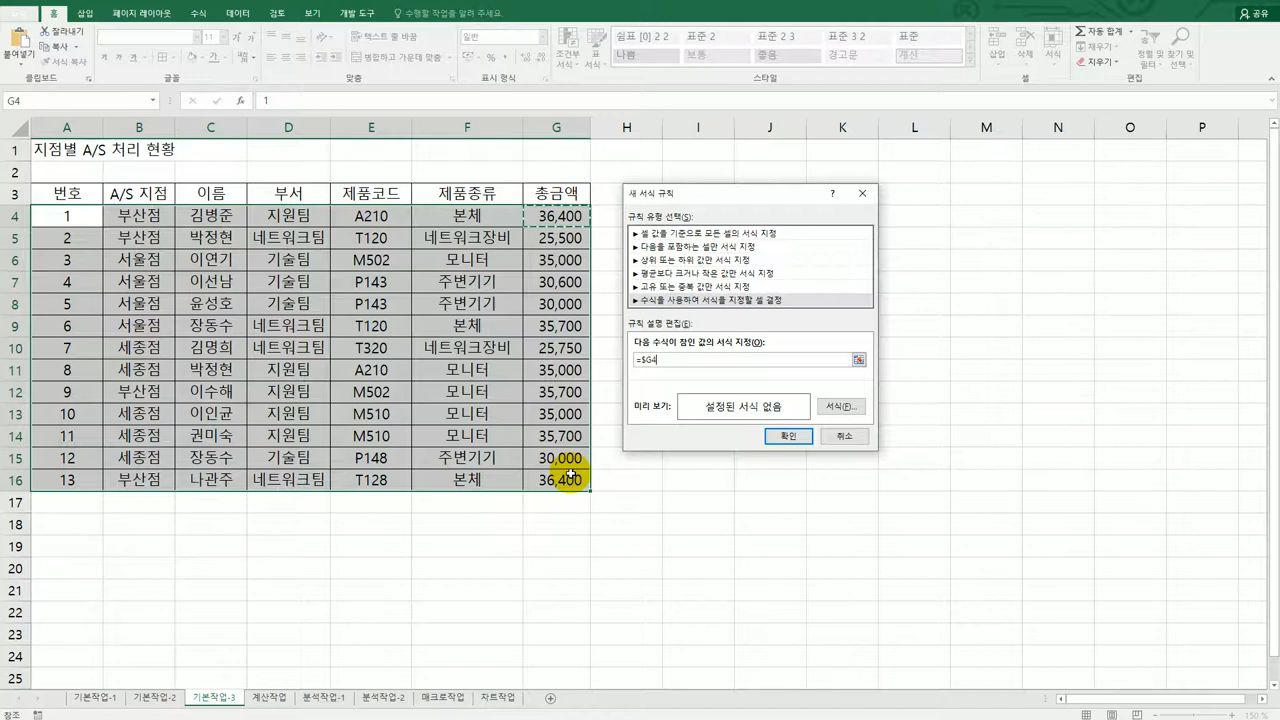 홈 삽입 페이지 레이아웃 수식 데이터 검토 보기 개발 도구 수행할 작업을 알려 주세요. 공유
붙여넣기 잘라내기 복사 서식 복사 클립보드
11 가 가 가 가 글꼴
텍스트 줄 바꿈 병합하고 가운데 맞춤 맞춤
일반 % 표시 형식
조건부 서식 표 서식 쉼표 [0] 2 2 표준 2 표준 2 3 표준
나쁨 보통 좋음 경고문 계산 스타일
삽입 삭제 서식 셀
자동 합계 채우기 지우기 정렬 및 필터 찾기 및 선택 편집
G4 fx 1
A B C D E F G H I J K L M N O P
1 지점별 A/S 처리 현황
2
3 번호 A/S 지점 이름 부서 제품코드 제품종류 총금액
4 1 부산점 김병준 지원팀 A210 본체 36,400
5 2 부산점 박정현 네트워크팀 T120 네트워크장비 25,500
6 3 서울점 이연기 기술팀 M502 모니터 35,000
7 4 서울점 이선남 기술팀 P143 주변기기 30,600
8 5 서울점 윤성호 기술팀 P143 주변기기 30,000
9 6 서울점 장동수 네트워크팀 T120 본체 35,700
10 7 세종점 김명희 네트워크팀 T320 네트워크장비 25,750
11 8 세종점 박정현 지원팀 A210 모니터 35,000
12 9 부산점 이수해 지원팀 M502 모니터 35,700
13 10 세종점 이인균 지원팀 M510 모니터 35,000
14 11 세종점 권미숙 지원팀 M510 모니터 35,700
15 12 세종점 장동수 기술팀 P148 주변기기 30,000
16 13 부산점 나관주 네트워크팀 T128 본체 36,400
17
18
19
20
21
22
23
24
25
새 서식 규칙 ? ×
규칙 유형 선택(S):
► 셀 값을 기준으로 모든 셀의 서식 지정
► 다음을 포함하는 셀만 서식 지정
► 상위 또는 하위 값만 서식 지정
► 평균보다 크거나 작은 값만 서식 지정
► 고유 또는 중복 값만 서식 지정
► 수식을 사용하여 서식을 지정할 셀 결정
규칙 설명 편집(E):
다음 수식이 참인 값의 서식 지정(O):
=$G4
미리 보기: 설정된 서식 없음 서식(F)...
확인 취소
기본작업-1 기본작업-2 기본작업-3 계산작업 분석작업-1 분석작업-2 매크로작업 차트작업
참조 150 %